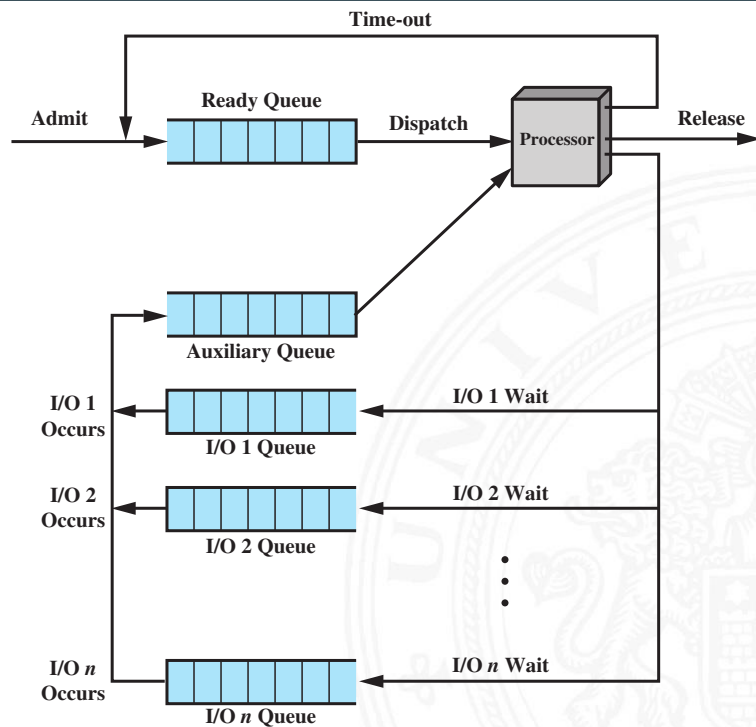 Time-out
Ready Queue
Admit
Dispatch
Processor
Release
Auxiliary Queue
I/O 1
Occurs
I/O 1 Wait
I/O 1 Queue
I/O 2
Occurs
I/O 2 Wait
I/O 2 Queue
I/O n
Occurs
I/O n Wait
I/O n Queue
UNIVE